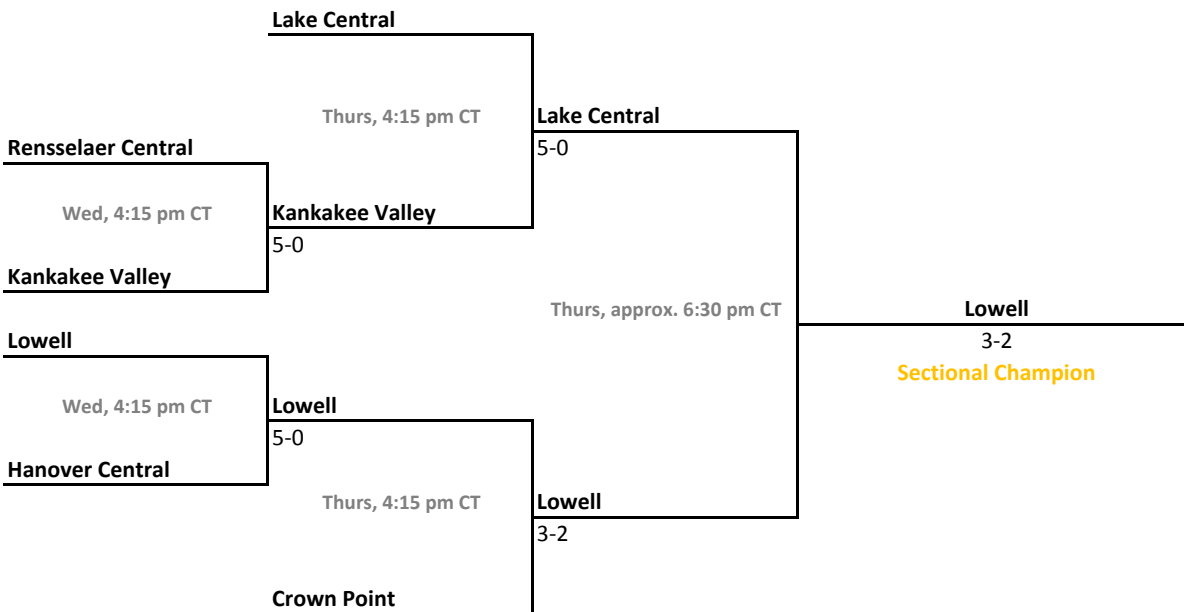 Lake Central
Thurs, 4:15 pm CT
Lake Central
5-0
Rensselaer Central
Wed, 4:15 pm CT
Kankakee Valley
5-0
Kankakee Valley
Thurs, approx. 6:30 pm CT
Lowell
3-2
Sectional Champion
Lowell
Wed, 4:15 pm CT
Lowell
5-0
Hanover Central
Thurs, 4:15 pm CT
Lowell
3-2
Crown Point